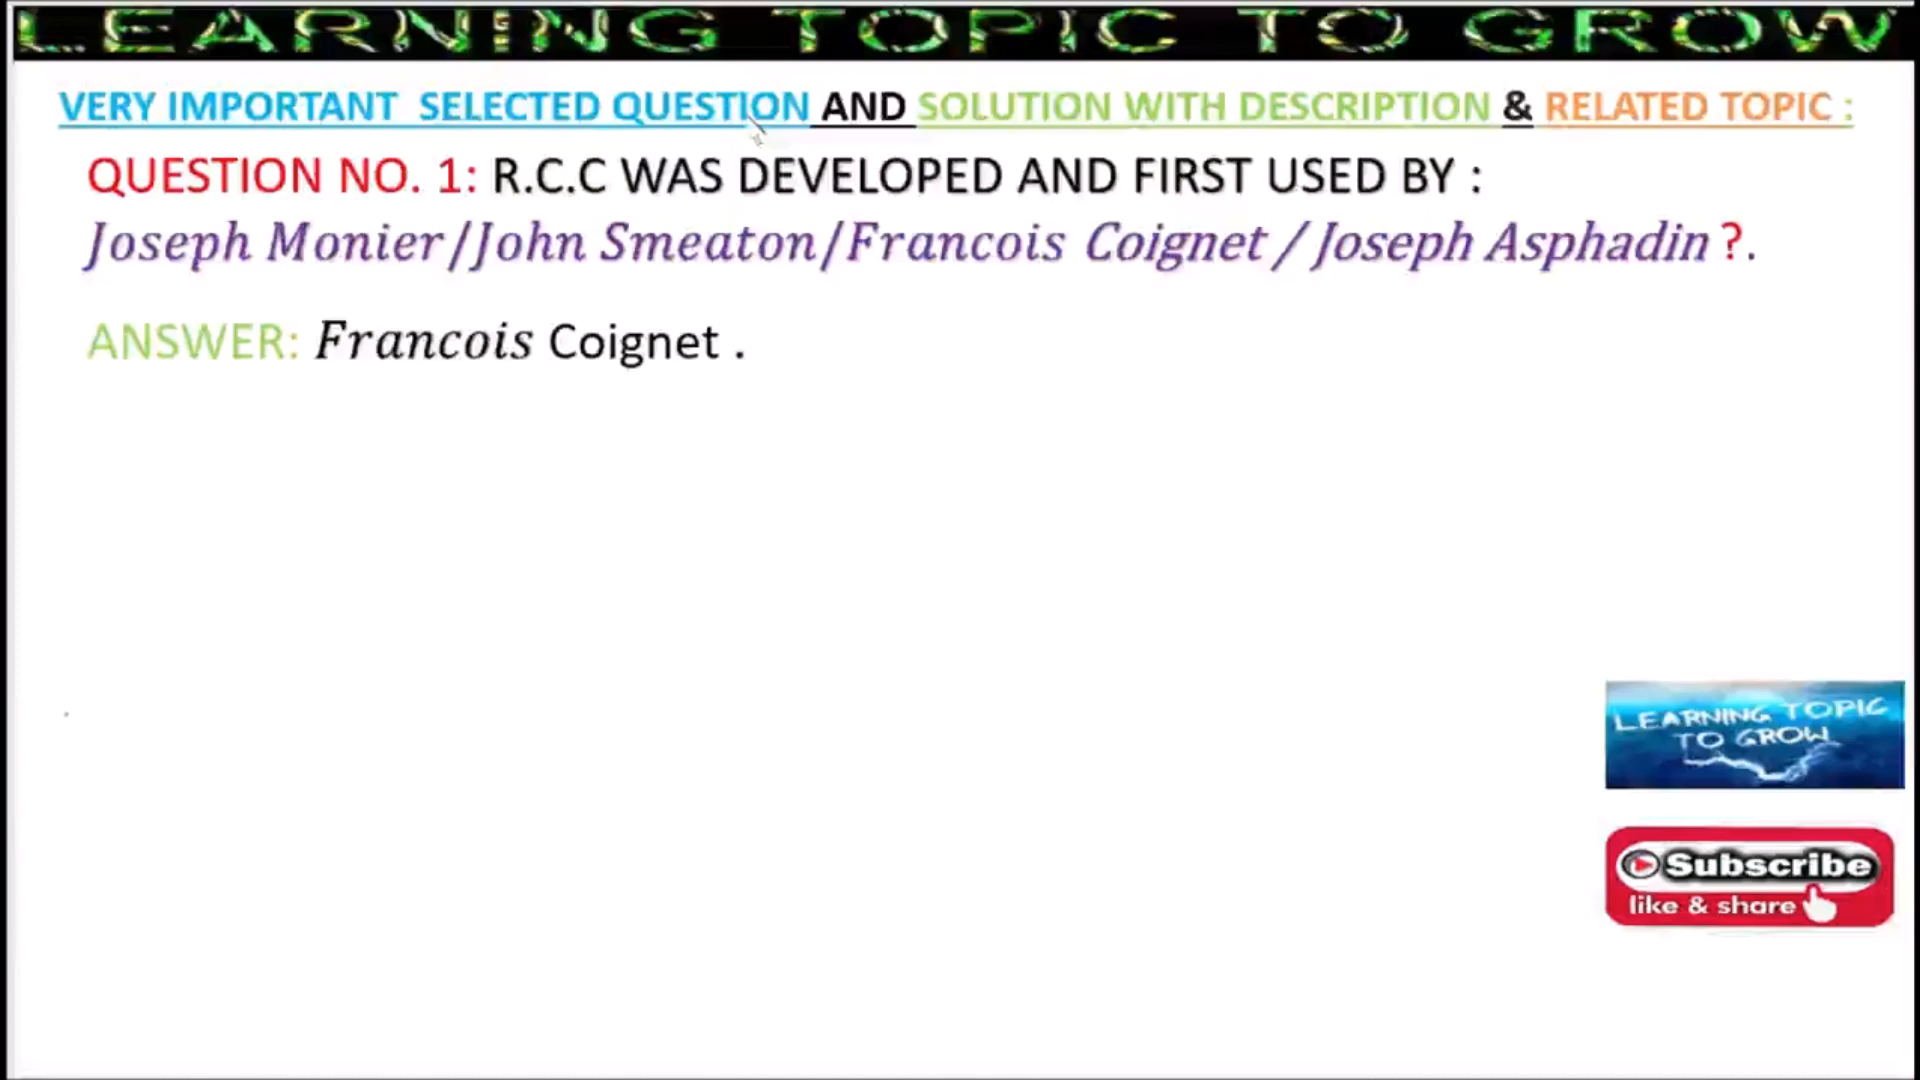 LEARNING TOPIC TO GROW
VERY IMPORTANT SELECTED QUESTION AND SOLUTION WITH DESCRIPTION & RELATED TOPIC :
QUESTION NO. 1: R.C.C WAS DEVELOPED AND FIRST USED BY :
Joseph Monier/John Smeaton/Francois Coignet / Joseph Asphadin ?.
ANSWER: Francois Coignet .
LEARNING TOPIC
TO GROW
Subscribe
like & share